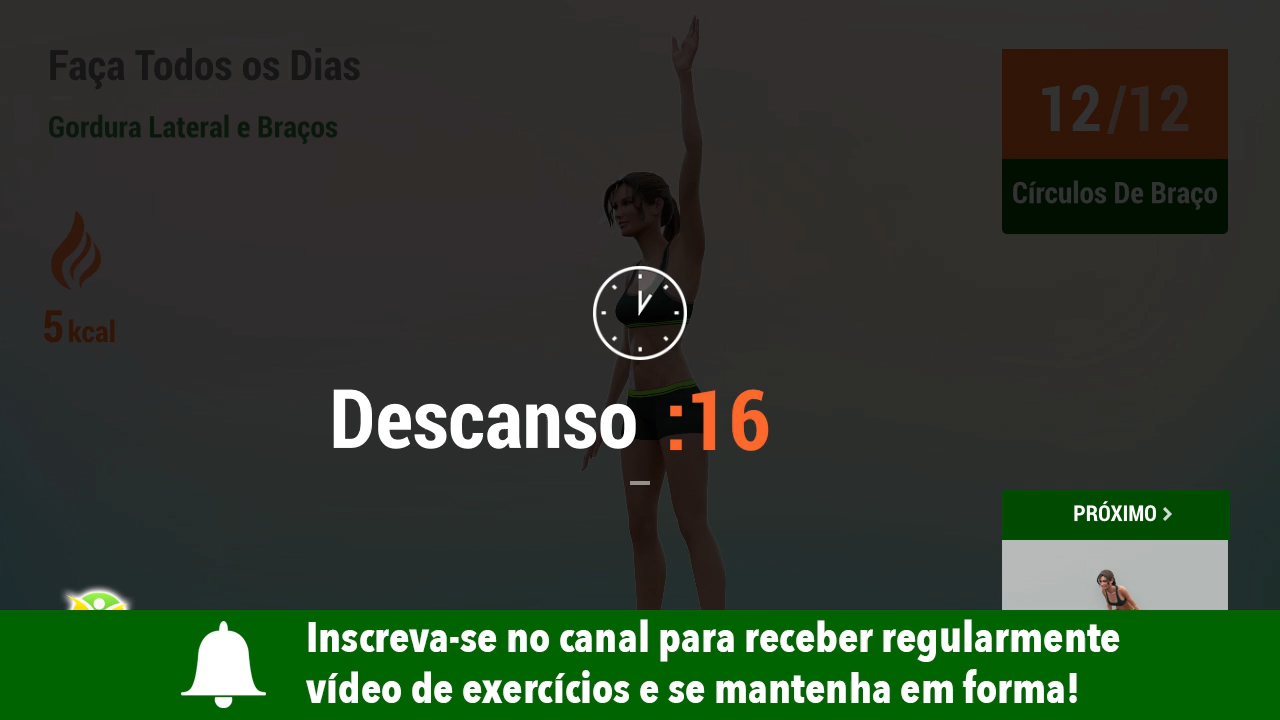 Faça Todos os Dias
Gordura Lateral e Braços
12/12
Círculos De Braço
5 kcal
Descanso :16
PRÓXIMO >
Inscreva-se no canal para receber regularmente
vídeo de exercícios e se mantenha em forma!